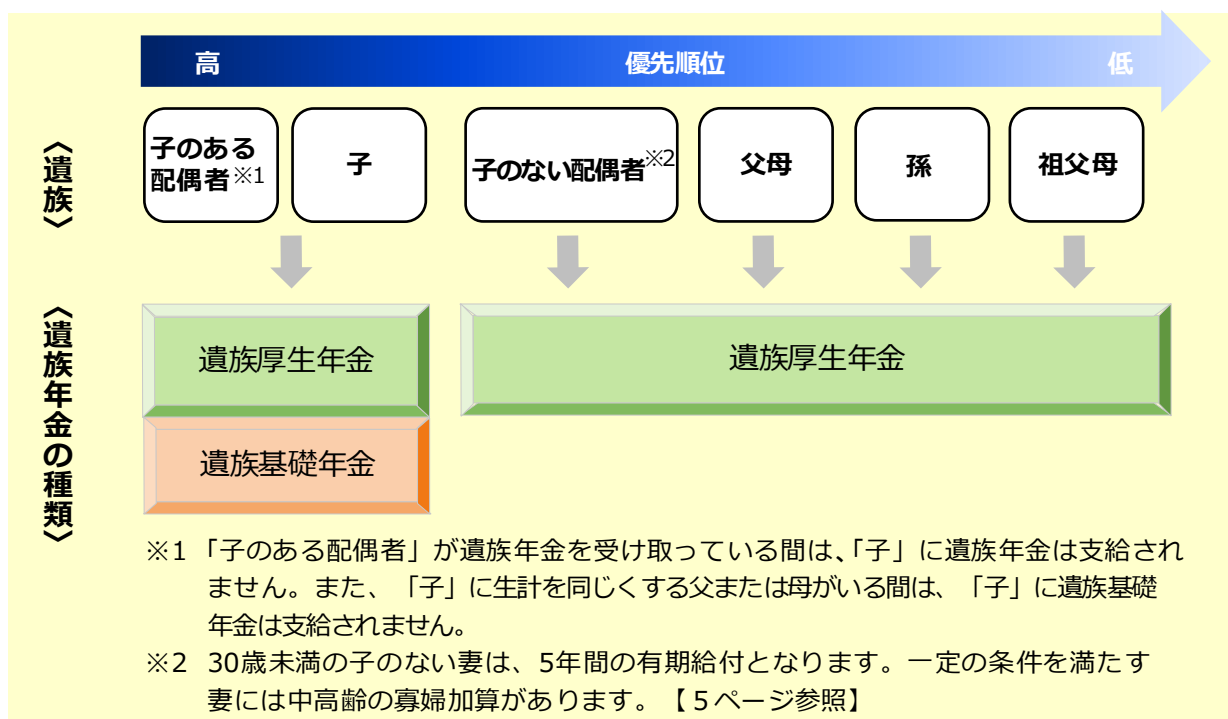 高 優先順位 低
〈遺族〉
子のある
配偶者※1
子
子のない配偶者※2
父母
孫
祖父母
〈遺族年金の種類〉
遺族厚生年金
遺族厚生年金
遺族基礎年金
※1 「子のある配偶者」が遺族年金を受け取っている間は、「子」に遺族年金は支給され
ません。また、「子」に生計を同じくする父または母がいる間は、「子」に遺族基礎
年金は支給されません。
※2 30歳未満の子のない妻は、5年間の有期給付となります。一定の条件を満たす
妻には中高齢の寡婦加算があります。【5ページ参照】